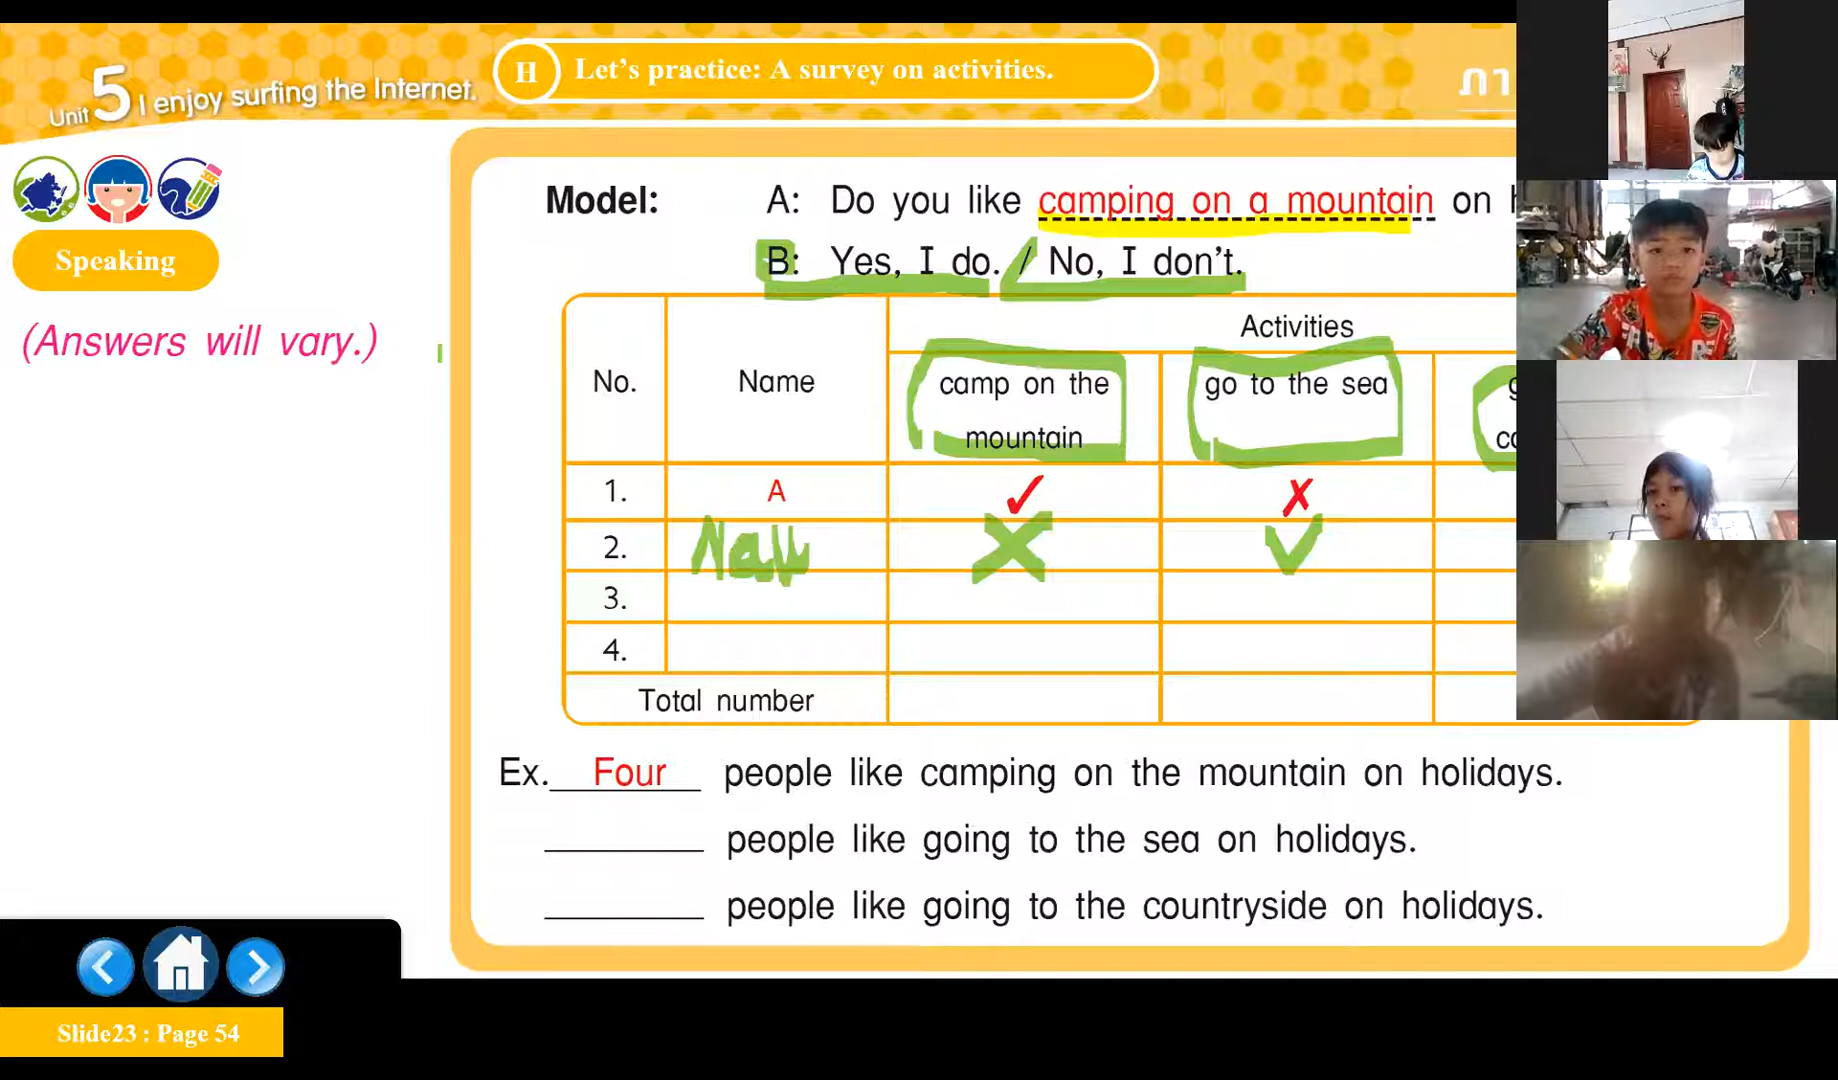 Unit 5 I enjoy surfing the Internet.
H Let's practice: A survey on activities.
ภา
Speaking
(Answers will vary.)
Model: A: Do you like camping on a mountain on
B: Yes, I do. / No, I don't.
Activities
No. Name camp on the mountain go to the sea
1. A ✓ ✗
2. ✗ ✓
3.
4.
Total number
Ex. Four people like camping on the mountain on holidays.
people like going to the sea on holidays.
people like going to the countryside on holidays.
Slide23 : Page 54